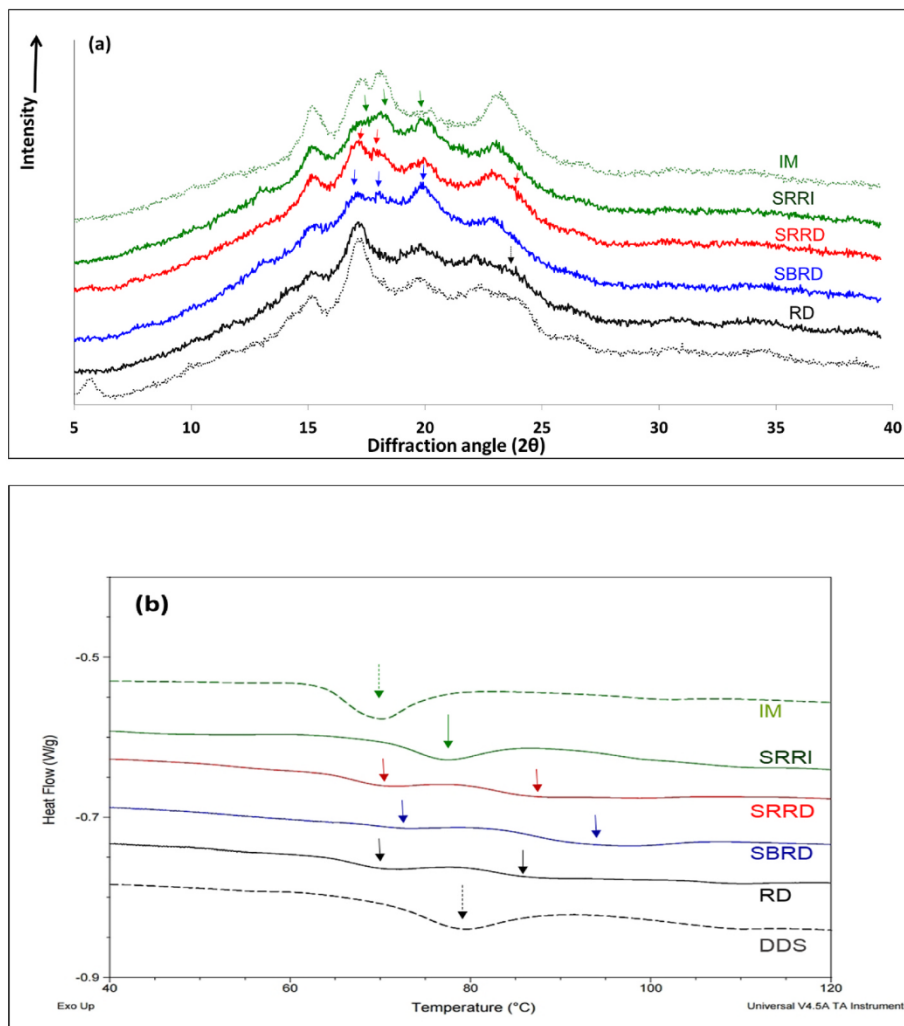 (a)
Intensity
IM
SRRI
SRRD
SBRD
RD
5 10 15 20 25 30 35 40
Diffraction angle (2θ)
(b)
-0.5
IM
SRRI
SRRD
-0.7
SBRD
RD
DDS
-0.9
Heat Flow (W/g)
40 60 80 100 120
Exo Up Temperature (°C) Universal V4.5A TA Instrument